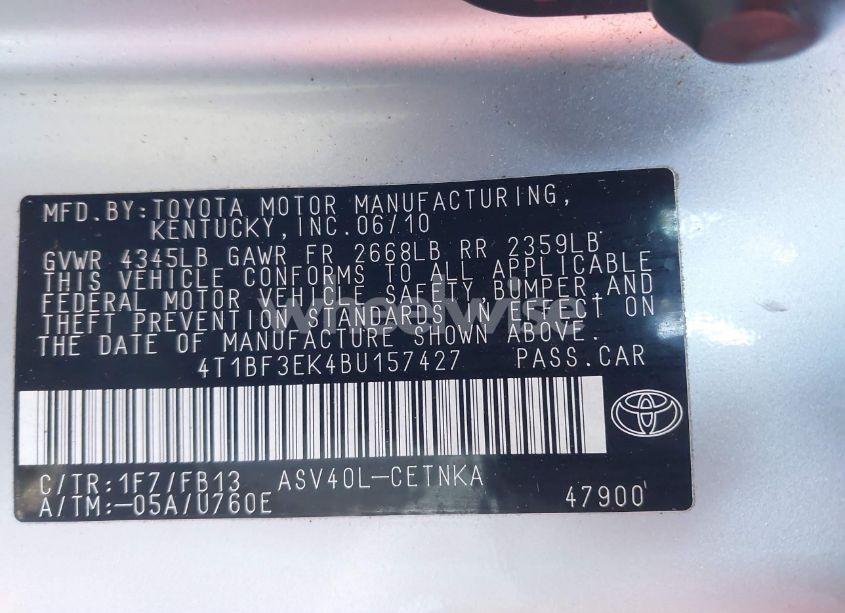 MFD.BY:TOYOTA MOTOR MANUFACTURING,
KENTUCKY,INC.06/10
GVWR 4345LB GAWR FR 2668LB RR 2359LB
THIS VEHICLE CONFORMS TO ALL APPLICABLE
FEDERAL MOTOR VEHICLE SAFETY, BUMPER,AND
THEFT PREVENTION STANDARDS IN EFFECT ON
THE DATE OF MANUFACTURE SHOWN ABOVE.
wheelwise
4T1BF3EK4BU157427 PASS.CAR
C/TR:1F7/FB13 ASV40L-CETNKA
A/TM:-05A/U760E 47900